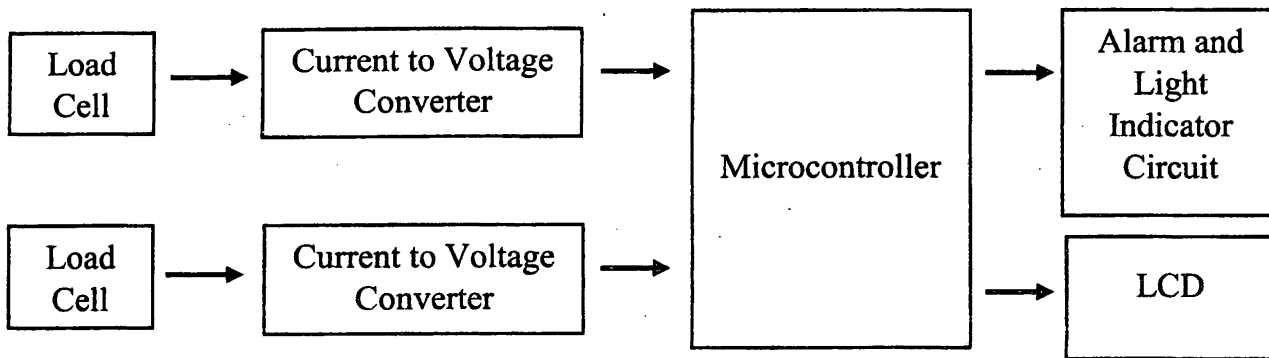 Load
Cell
Current to Voltage
Converter
Microcontroller
Alarm and
Light
Indicator
Circuit
Load
Cell
Current to Voltage
Converter
LCD